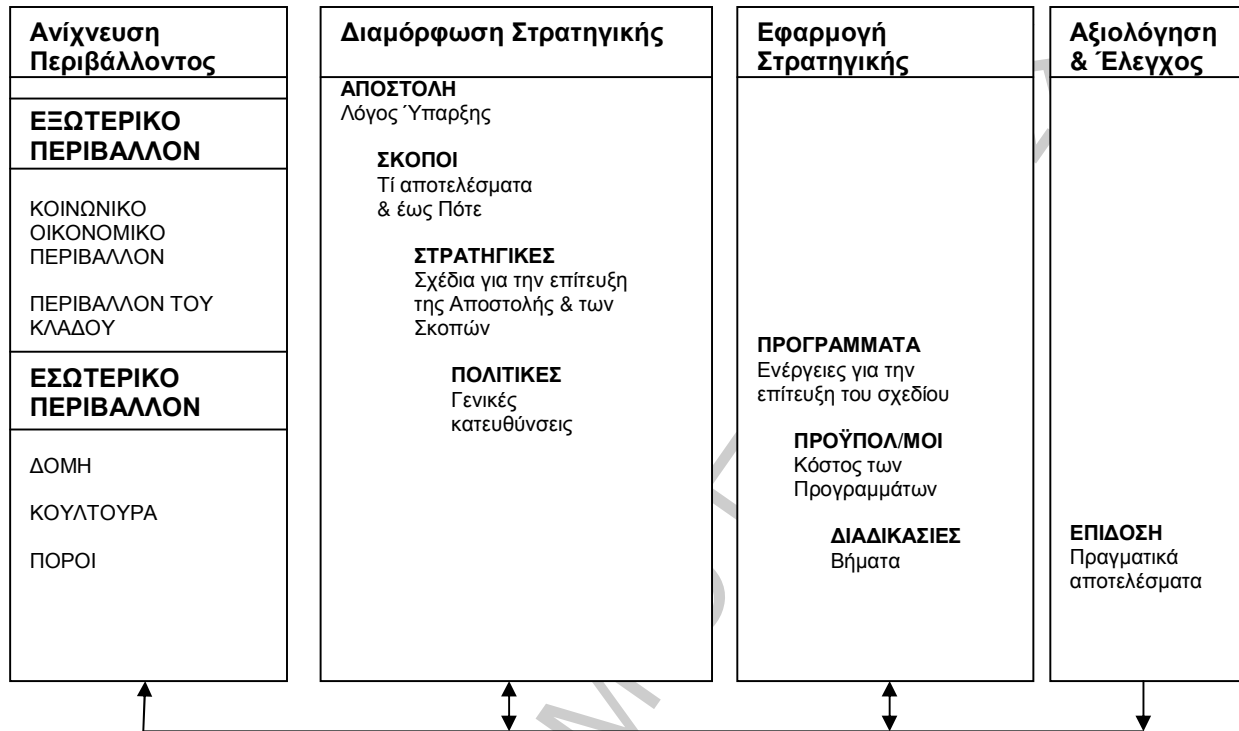 Ανίχνευση
Περιβάλλοντος
ΕΞΩΤΕΡΙΚΟ
ΠΕΡΙΒΑΛΛΟΝ
ΚΟΙΝΩΝΙΚΟ
ΟΙΚΟΝΟΜΙΚΟ
ΠΕΡΙΒΑΛΛΟΝ
ΠΕΡΙΒΑΛΛΟΝ ΤΟΥ
ΚΛΑΔΟΥ
ΕΣΩΤΕΡΙΚΟ
ΠΕΡΙΒΑΛΛΟΝ
ΔΟΜΗ
ΚΟΥΛΤΟΥΡΑ
ΠΟΡΟΙ
Διαμόρφωση Στρατηγικής
ΑΠΟΣΤΟΛΗ
Λόγος Ύπαρξης
ΣΚΟΠΟΙ
Τί αποτελέσματα
& έως Πότε
ΣΤΡΑΤΗΓΙΚΕΣ
Σχέδια για την επίτευξη
της Αποστολής & των
Σκοπών
ΠΟΛΙΤΙΚΕΣ
Γενικές
κατευθύνσεις
Εφαρμογή
Στρατηγικής
ΠΡΟΓΡΑΜΜΑΤΑ
Ενέργειες για την
επίτευξη του σχεδίου
ΠΡΟΫΠΟΛ/ΜΟΙ
Κόστος των
Προγραμμάτων
ΔΙΑΔΙΚΑΣΙΕΣ
Βήματα
Αξιολόγηση
& Έλεγχος
ΕΠΙΔΟΣΗ
Πραγματικά
αποτελέσματα